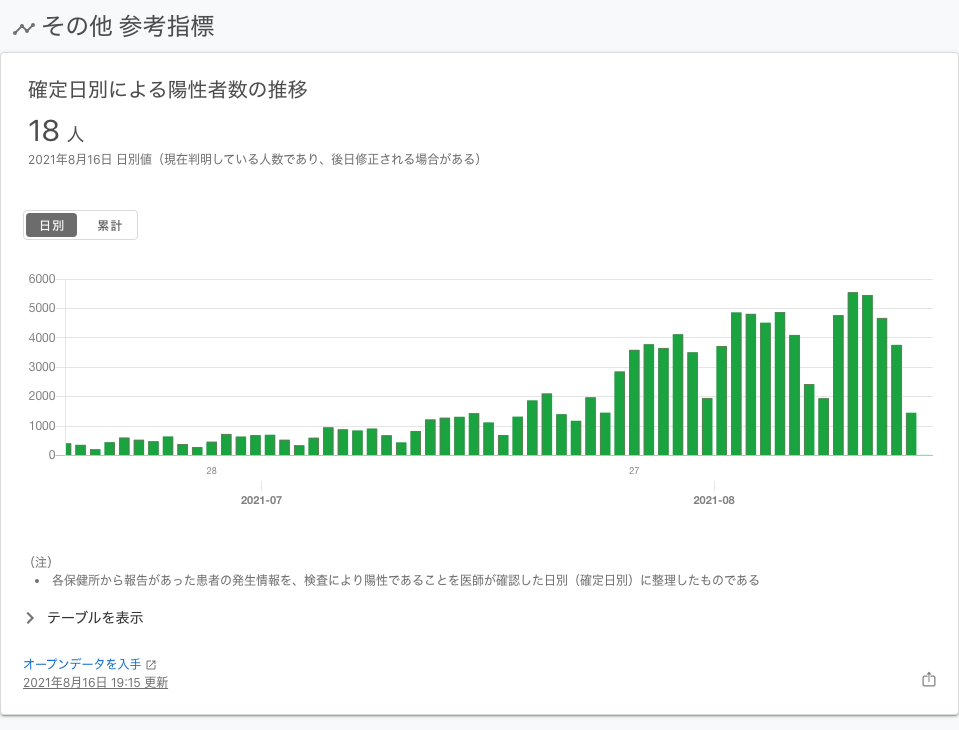 その他 参考指標
確定日別による陽性者数の推移
18 人
2021年8月16日 日別値（現在判明している人数であり、後日修正される場合がある）
日別 累計
6000
5000
4000
3000
2000
1000
0
28 27
2021-07 2021-08
（注）
• 各保健所から報告があった患者の発生情報を、検査により陽性であることを医師が確認した日別（確定日別）に整理したものである
テーブルを表示
オープンデータを入手
2021年8月16日 19:15 更新